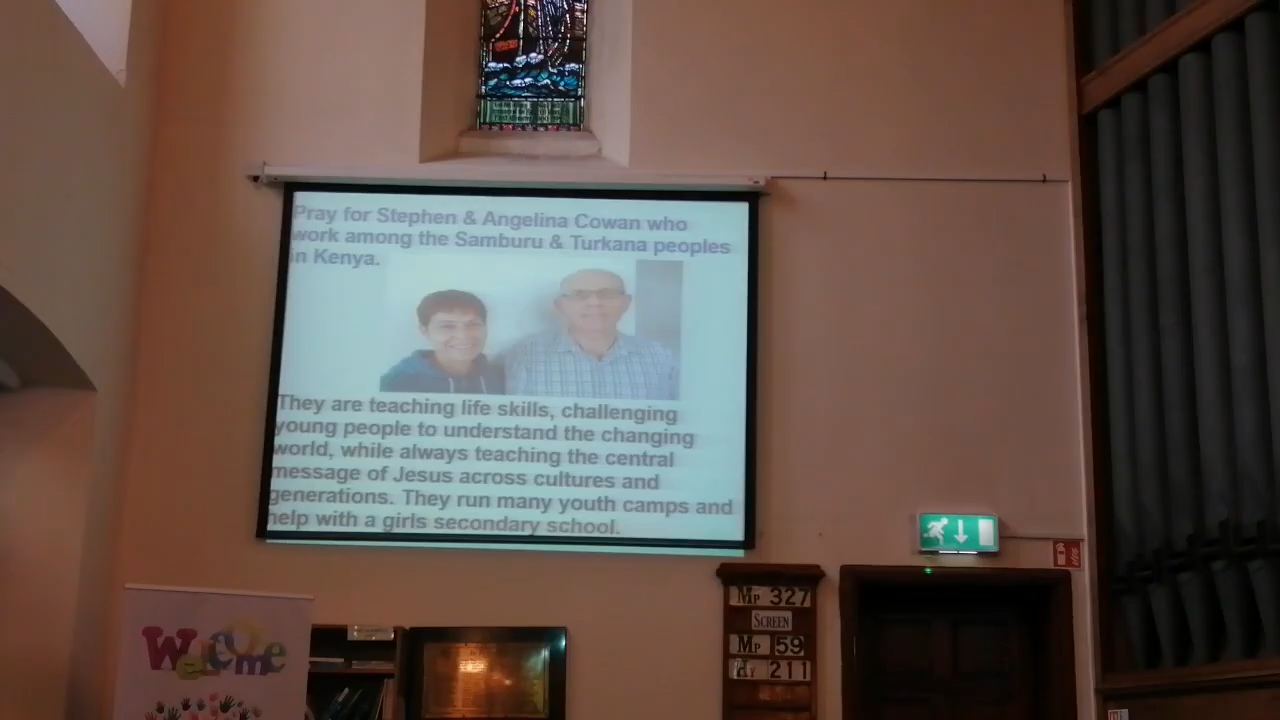 Pray for Stephen & Angelina Cowan who
work among the Samburu & Turkana peoples
in Kenya.
They are teaching life skills, challenging
young people to understand the changing
world, while always teaching the central
message of Jesus across cultures and
generations. They run many youth camps and
help with a girls secondary school.
Welcome
MP 327
SCREEN
MP 59
HY 211